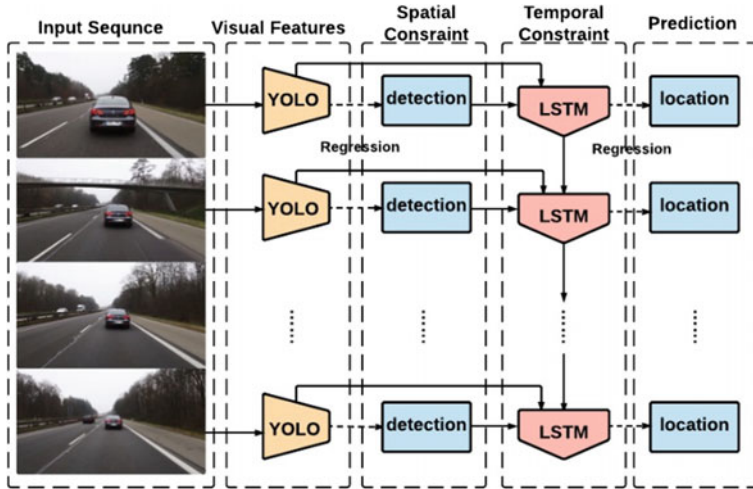 Input Sequnce
Visual Features
Spatial
Consraint
Temporal
Constraint
Prediction
YOLO
detection
LSTM
location
Regression
Regression
YOLO
detection
LSTM
location
YOLO
detection
LSTM
location